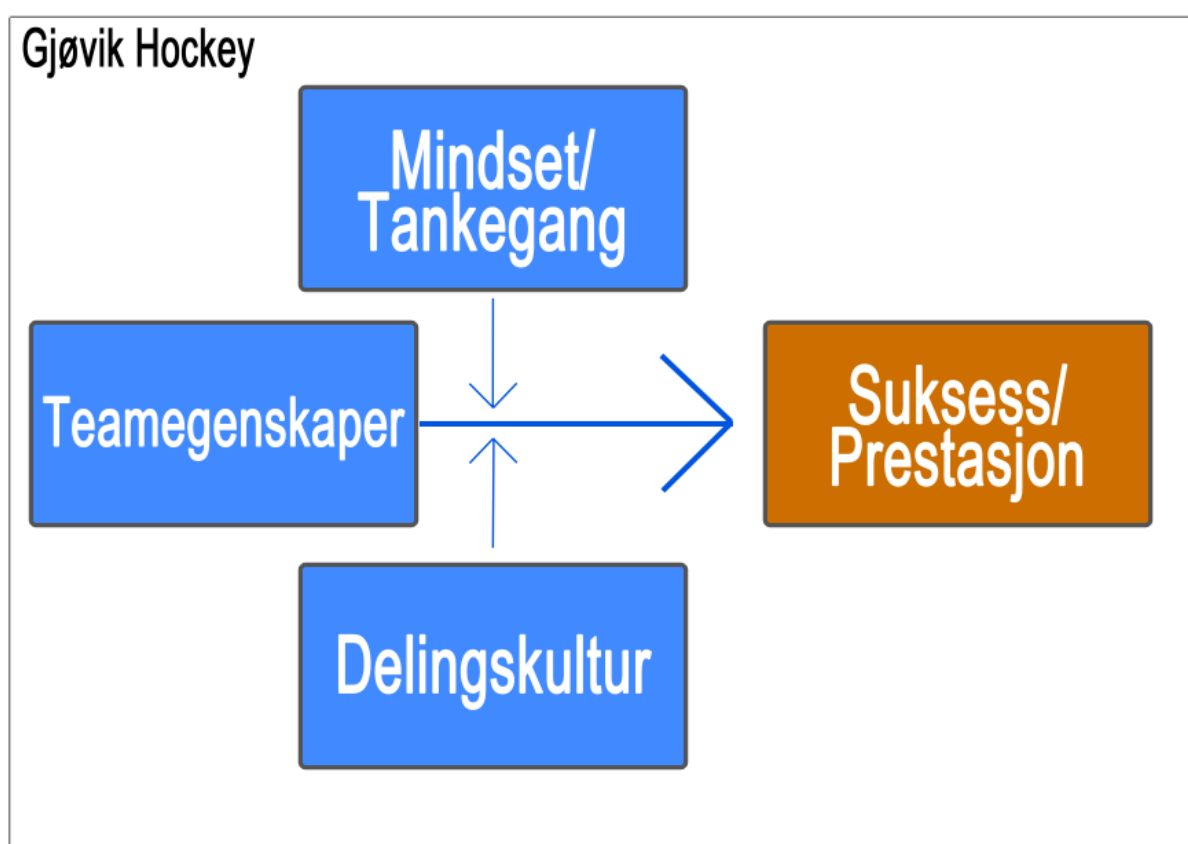 Gjøvik Hockey
Mindset/
Tankegang
Teamegenskaper
Suksess/
Prestasjon
Delingskultur